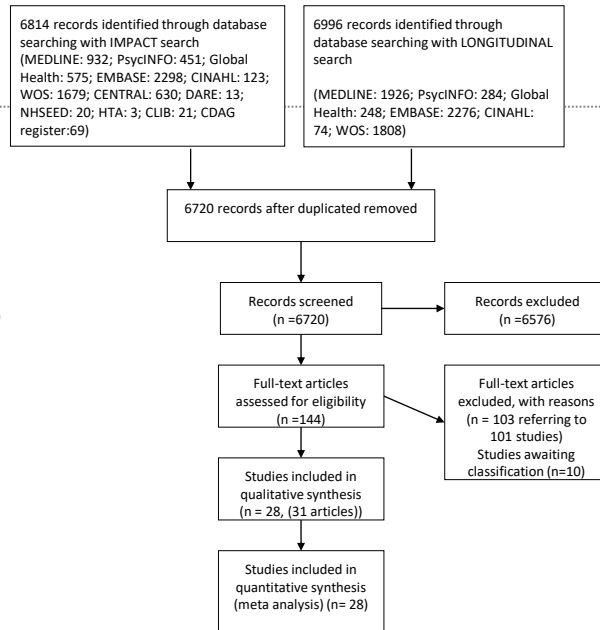 6814 records identified through database
searching with IMPACT search
(MEDLINE: 932; PsycINFO: 451; Global
Health: 575; EMBASE: 2298; CINAHL: 123;
WOS: 1679; CENTRAL: 630; DARE: 13;
NHSEED: 20; HTA: 3; CLIB: 21; CDAG
register:69)
6996 records identified through
database searching with LONGITUDINAL
search
(MEDLINE: 1926; PsycINFO: 284; Global
Health: 248; EMBASE: 2276; CINAHL:
74; WOS: 1808)
6720 records after duplicated removed
Records screened
(n =6720)
Records excluded
(n =6576)
Full-text articles
assessed for eligibility
(n =144)
Full-text articles
excluded, with reasons
(n = 103 referring to
101 studies)
Studies awaiting
classification (n=10)
Studies included in
qualitative synthesis
(n = 28, (31 articles))
Studies included in
quantitative synthesis
(meta analysis) (n= 28)